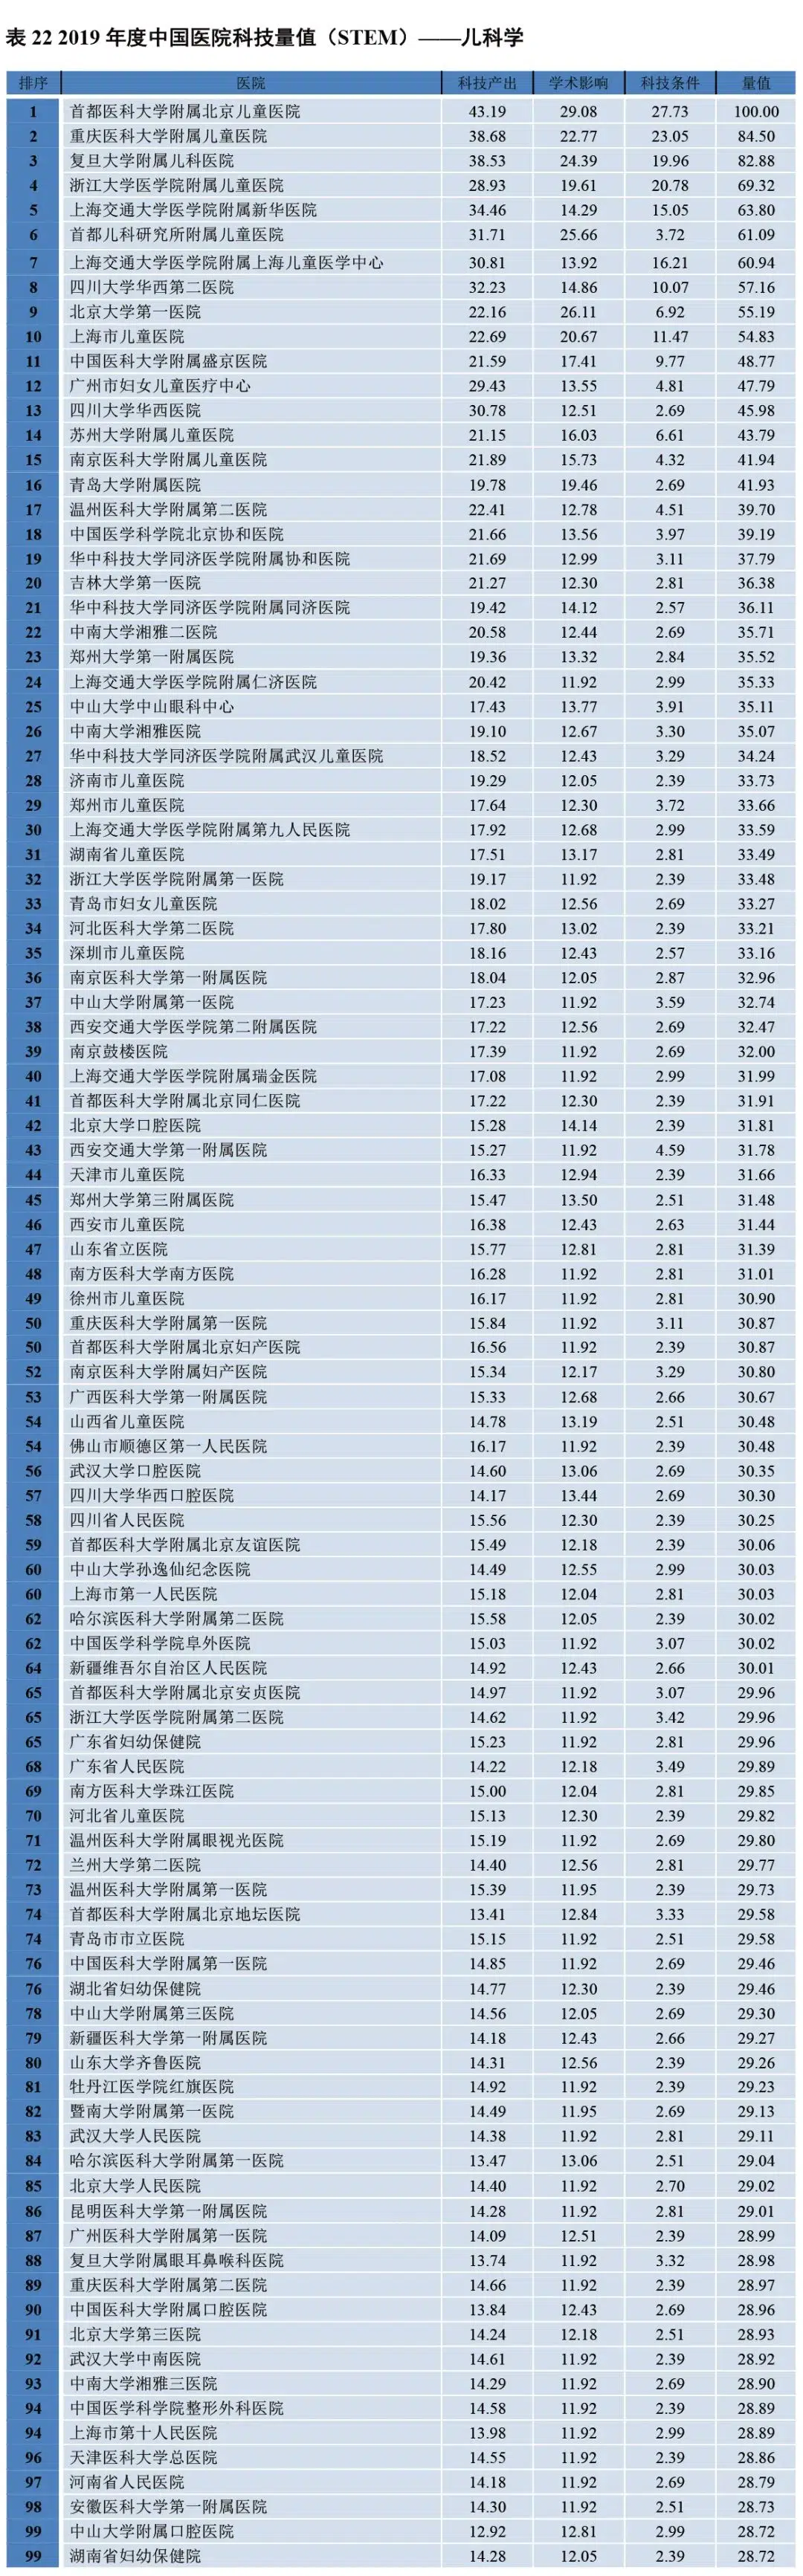 表 22 2019 年度中国医院科技量值（STEM）——儿科学
排序 医院 科技产出 学术影响 科技条件 量值
1 首都医科大学附属北京儿童医院 43.19 29.08 27.73 100.00
2 重庆医科大学附属儿童医院 38.68 22.77 23.05 84.50
3 复旦大学附属儿科医院 38.53 24.39 19.96 82.88
4 浙江大学医学院附属儿童医院 28.93 19.61 20.78 69.32
5 上海交通大学医学院附属新华医院 34.46 14.29 15.05 63.80
6 首都儿科研究所附属儿童医院 31.71 25.66 3.72 61.09
7 上海交通大学医学院附属上海儿童医学中心 30.81 13.92 16.21 60.94
8 四川大学华西第二医院 32.23 14.86 10.07 57.16
9 北京大学第一医院 22.16 26.11 6.92 55.19
10 上海市儿童医院 22.69 20.67 11.47 54.83
11 中国医科大学附属盛京医院 21.59 17.41 9.77 48.77
12 广州市妇女儿童医疗中心 29.43 13.55 4.81 47.79
13 四川大学华西医院 30.78 12.51 2.69 45.98
14 苏州大学附属儿童医院 21.15 16.03 6.61 43.79
15 南京医科大学附属儿童医院 21.89 15.73 4.32 41.94
16 青岛大学附属医院 19.78 19.46 2.69 41.93
17 温州医科大学附属第二医院 22.41 12.78 4.51 39.70
18 中国医学科学院北京协和医院 21.66 13.56 3.97 39.19
19 华中科技大学同济医学院附属协和医院 21.69 12.99 3.11 37.79
20 吉林大学第一医院 21.27 12.30 2.81 36.38
21 华中科技大学同济医学院附属同济医院 19.42 14.12 2.57 36.11
22 中南大学湘雅二医院 20.58 12.44 2.69 35.71
23 郑州大学第一附属医院 19.36 13.32 2.84 35.52
24 上海交通大学医学院附属仁济医院 20.42 11.92 2.99 35.33
25 中山大学中山眼科中心 17.43 13.77 3.91 35.11
26 中南大学湘雅医院 19.10 12.67 3.30 35.07
27 华中科技大学同济医学院附属武汉儿童医院 18.52 12.43 3.29 34.24
28 济南市儿童医院 19.29 12.05 2.39 33.73
29 郑州市儿童医院 17.64 12.30 3.72 33.66
30 上海交通大学医学院附属第九人民医院 17.92 12.68 2.99 33.59
31 湖南省儿童医院 17.51 13.17 2.81 33.49
32 浙江大学医学院附属第一医院 19.17 11.92 2.39 33.48
33 青岛市妇女儿童医院 18.02 12.56 2.69 33.27
34 河北医科大学第二医院 17.80 13.02 2.39 33.21
35 深圳市儿童医院 18.16 12.43 2.57 33.16
36 南京医科大学第一附属医院 18.04 12.05 2.87 32.96
37 中山大学附属第一医院 17.23 11.92 3.59 32.74
38 西安交通大学医学院第二附属医院 17.22 12.56 2.69 32.47
39 南京鼓楼医院 17.39 11.92 2.69 32.00
40 上海交通大学医学院附属瑞金医院 17.08 11.92 2.99 31.99
41 首都医科大学附属北京同仁医院 17.22 12.30 2.39 31.91
42 北京大学口腔医院 15.28 14.14 2.39 31.81
43 西安交通大学第一附属医院 15.27 11.92 4.59 31.78
44 天津市儿童医院 16.33 12.94 2.39 31.66
45 郑州大学第三附属医院 15.47 13.50 2.51 31.48
46 西安市儿童医院 16.38 12.43 2.63 31.44
47 山东省立医院 15.77 12.81 2.81 31.39
48 南方医科大学南方医院 16.28 11.92 2.81 31.01
49 徐州市儿童医院 16.17 11.92 2.81 30.90
50 重庆医科大学附属第一医院 15.84 11.92 3.11 30.87
50 首都医科大学附属北京妇产医院 16.56 11.92 2.39 30.87
52 南京医科大学附属妇产医院 15.34 12.17 3.29 30.80
53 广西医科大学第一附属医院 15.33 12.68 2.66 30.67
54 山西省儿童医院 14.78 13.19 2.51 30.48
54 佛山市顺德区第一人民医院 16.17 11.92 2.39 30.48
56 武汉大学口腔医院 14.60 13.06 2.69 30.35
57 四川大学华西口腔医院 14.17 13.44 2.69 30.30
58 四川省人民医院 15.56 12.30 2.39 30.25
59 首都医科大学附属北京友谊医院 15.49 12.18 2.39 30.06
60 中山大学孙逸仙纪念医院 14.49 12.55 2.99 30.03
60 上海市第一人民医院 15.18 12.04 2.81 30.03
62 哈尔滨医科大学附属第二医院 15.58 12.05 2.39 30.02
62 中国医学科学院阜外医院 15.03 11.92 3.07 30.02
64 新疆维吾尔自治区人民医院 14.92 12.43 2.66 30.01
65 首都医科大学附属北京安贞医院 14.97 11.92 3.07 29.96
65 浙江大学医学院附属第二医院 14.62 11.92 3.42 29.96
65 广东省妇幼保健院 15.23 11.92 2.81 29.96
68 广东省人民医院 14.22 12.18 3.49 29.89
69 南方医科大学珠江医院 15.00 12.04 2.81 29.85
70 河北省儿童医院 15.13 12.30 2.39 29.82
71 温州医科大学附属眼视光医院 15.19 11.92 2.69 29.80
72 兰州大学第二医院 14.40 12.56 2.81 29.77
73 温州医科大学附属第一医院 15.39 11.95 2.39 29.73
74 首都医科大学附属北京地坛医院 13.41 12.84 3.33 29.58
74 青岛市市立医院 15.15 11.92 2.51 29.58
76 中国医科大学附属第一医院 14.85 11.92 2.69 29.46
76 湖北省妇幼保健院 14.77 12.30 2.39 29.46
78 中山大学附属第三医院 14.56 12.05 2.69 29.30
79 新疆医科大学第一附属医院 14.18 12.43 2.66 29.27
80 山东大学齐鲁医院 14.31 12.56 2.39 29.26
81 牡丹江医学院红旗医院 14.92 11.92 2.39 29.23
82 暨南大学附属第一医院 14.49 11.95 2.69 29.13
83 武汉大学人民医院 14.38 11.92 2.81 29.11
84 哈尔滨医科大学附属第一医院 13.47 13.06 2.51 29.04
85 北京大学人民医院 14.40 11.92 2.70 29.02
86 昆明医科大学第一附属医院 14.28 11.92 2.81 29.01
87 广州医科大学附属第一医院 14.09 12.51 2.39 28.99
88 复旦大学附属眼耳鼻喉科医院 13.74 11.92 3.32 28.98
89 重庆医科大学附属第二医院 14.66 11.92 2.39 28.97
90 中国医科大学附属口腔医院 13.84 12.43 2.69 28.96
91 北京大学第三医院 14.24 12.18 2.51 28.93
92 武汉大学中南医院 14.61 11.92 2.39 28.92
93 中南大学湘雅三医院 14.29 11.92 2.69 28.90
94 中国医学科学院整形外科医院 14.58 11.92 2.39 28.89
94 上海市第十人民医院 13.98 11.92 2.99 28.89
96 天津医科大学总医院 14.55 11.92 2.39 28.86
97 河南省人民医院 14.18 11.92 2.69 28.79
98 安徽医科大学第一附属医院 14.30 11.92 2.51 28.73
99 中山大学附属口腔医院 12.92 12.81 2.99 28.72
99 湖南省妇幼保健院 14.28 12.05 2.39 28.72